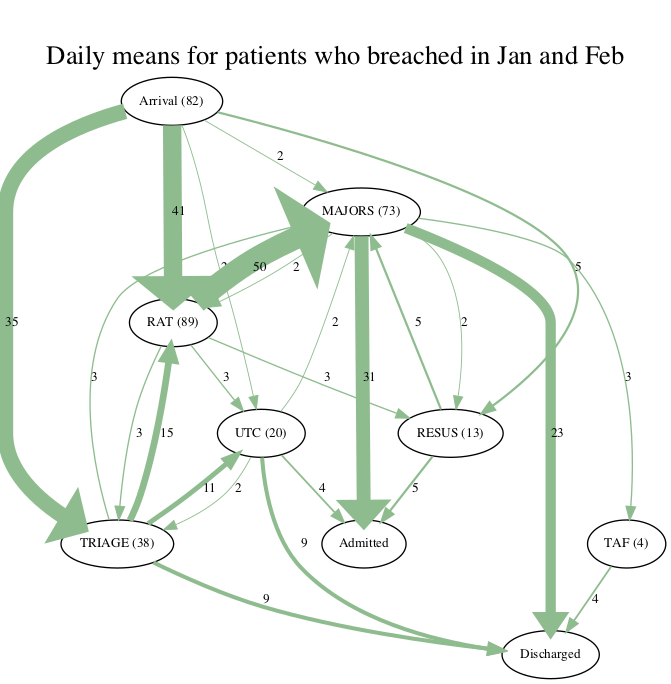 Daily means for patients who breached in Jan and Feb
Arrival (82)
2
MAJORS (73)
41
2
50
2
5
35
RAT (89)
2
5
2
3
3
3
31
3
3
15
UTC (20)
RESUS (13)
23
11
2
4
5
TRIAGE (38)
9
Admitted
TAF (4)
9
4
Discharged